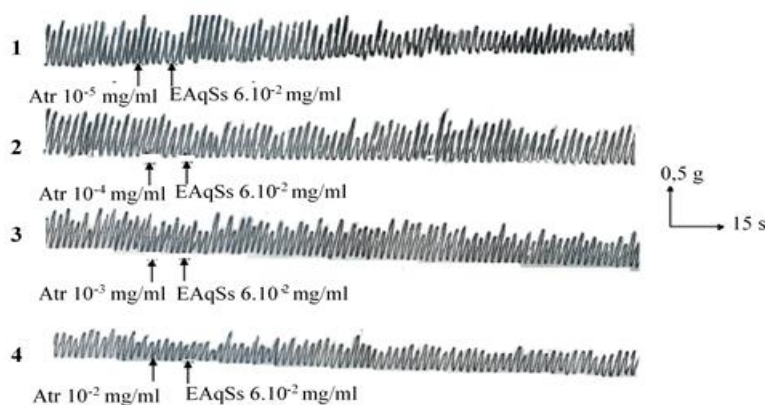 1
Atr 10⁻⁵ mg/ml EAqSs 6.10⁻² mg/ml
2
Atr 10⁻⁴ mg/ml EAqSs 6.10⁻² mg/ml
0,5 g
15 s
3
Atr 10⁻³ mg/ml EAqSs 6.10⁻² mg/ml
4
Atr 10⁻² mg/ml EAqSs 6.10⁻² mg/ml